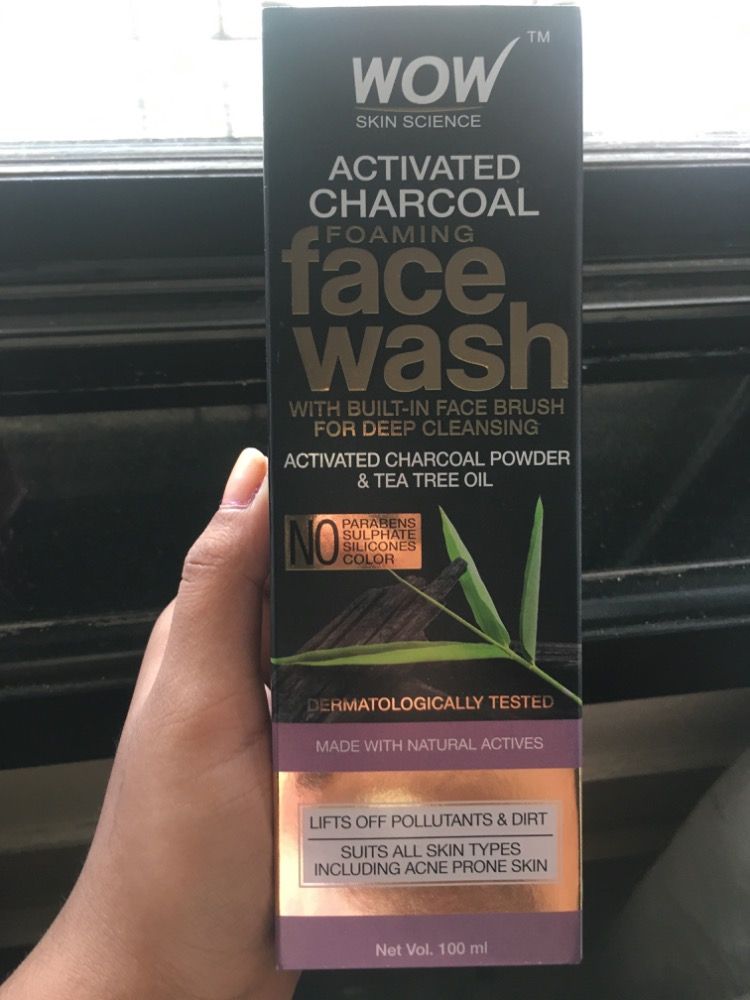 WOW
TM
SKIN SCIENCE
ACTIVATED
CHARCOAL
FOAMING
face
wash
WITH BUILT-IN FACE BRUSH
FOR DEEP CLEANSING
ACTIVATED CHARCOAL POWDER
& TEA TREE OIL
NO
PARABENS
SULPHATE
SILICONES
COLOR
DERMATOLOGICALLY TESTED
MADE WITH NATURAL ACTIVES
LIFTS OFF POLLUTANTS & DIRT
SUITS ALL SKIN TYPES
INCLUDING ACNE PRONE SKIN
Net Vol. 100 ml